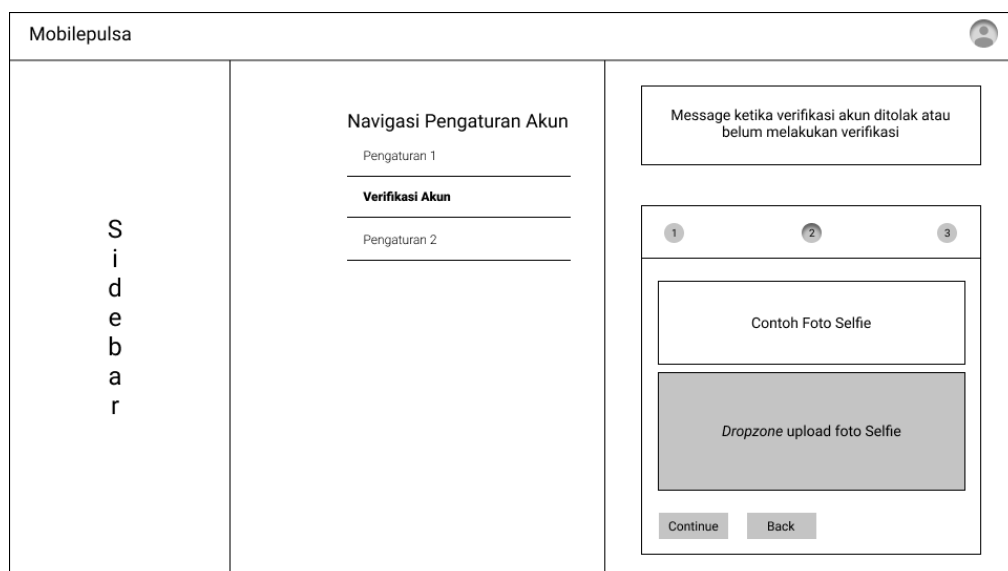 Mobilepulsa
S
i
d
e
b
a
r
Navigasi Pengaturan Akun
Pengaturan 1
Verifikasi Akun
Pengaturan 2
Message ketika verifikasi akun ditolak atau
belum melakukan verifikasi
1 2 3
Contoh Foto Selfie
Dropzone upload foto Selfie
Continue Back